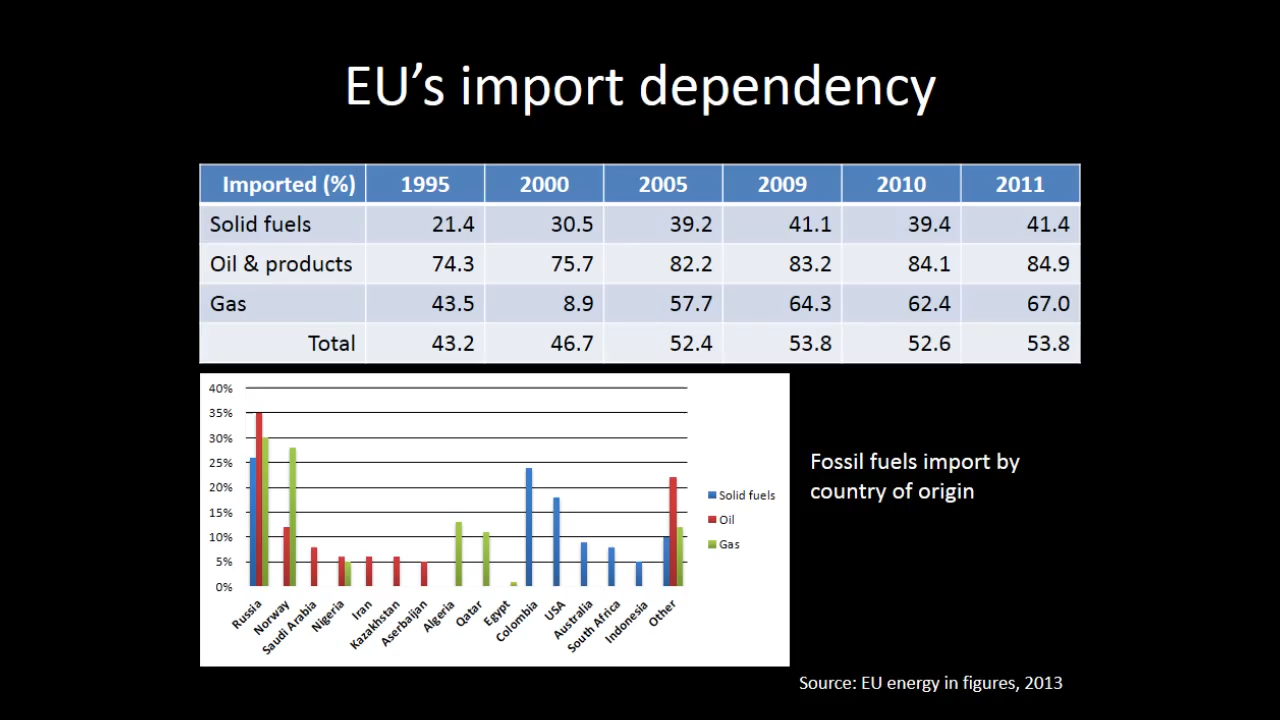 EU's import dependency
Imported (%) 1995 2000 2005 2009 2010 2011
Solid fuels 21.4 30.5 39.2 41.1 39.4 41.4
Oil & products 74.3 75.7 82.2 83.2 84.1 84.9
Gas 43.5 8.9 57.7 64.3 62.4 67.0
Total 43.2 46.7 52.4 53.8 52.6 53.8
40%
35%
30%
25%
20%
15%
10%
5%
0%
Russia
Norway
Saudi Arabia
Nigeria
Iran
Kazakhstan
Aserbaijan
Algeria
Qatar
Egypt
Colombia
USA
Australia
South Africa
Indonesia
Other
Solid fuels
Oil
Gas
Fossil fuels import by
country of origin
Source: EU energy in figures, 2013